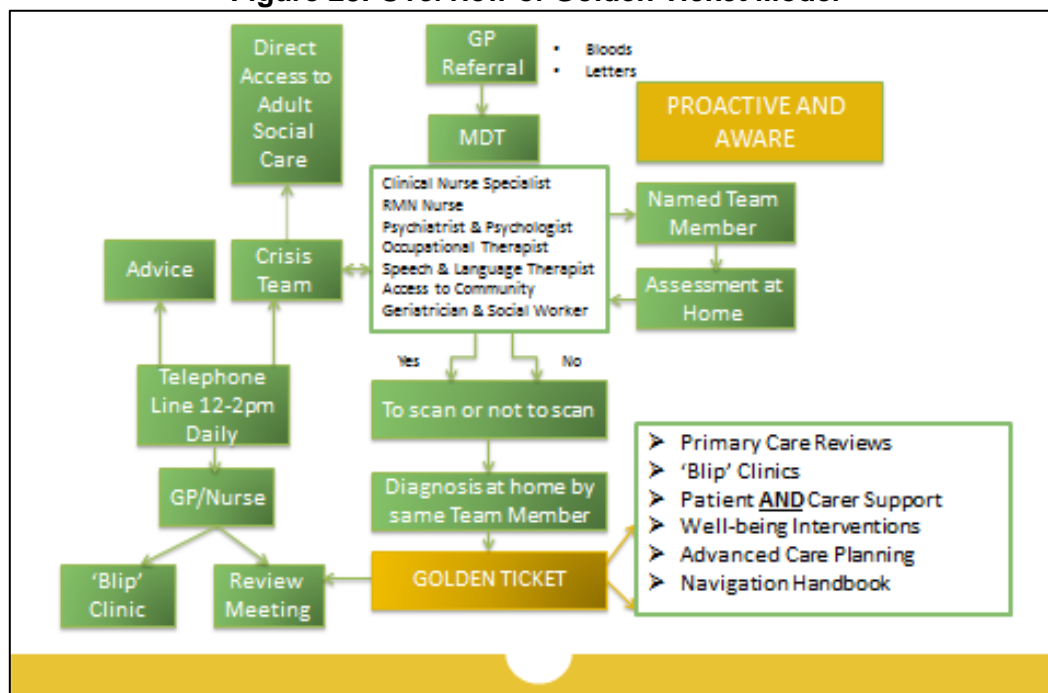 Figure 25: Overview of Golden Ticket Model
Direct
Access to
Adult
Social
Care
GP
Referral
• Bloods
• Letters
PROACTIVE AND
AWARE
MDT
Clinical Nurse Specialist
RMN Nurse
Psychiatrist & Psychologist
Occupational Therapist
Speech & Language Therapist
Access to Community
Geriatrician & Social Worker
Named Team
Member
Assessment at
Home
Advice
Crisis
Team
Telephone
Line 12-2pm
Daily
Yes
No
To scan or not to scan
GP/Nurse
Diagnosis at home by
same Team Member
‘Blip’
Clinic
Review
Meeting
GOLDEN TICKET
➢ Primary Care Reviews
➢ ‘Blip’ Clinics
➢ Patient AND Carer Support
➢ Well-being Interventions
➢ Advanced Care Planning
➢ Navigation Handbook